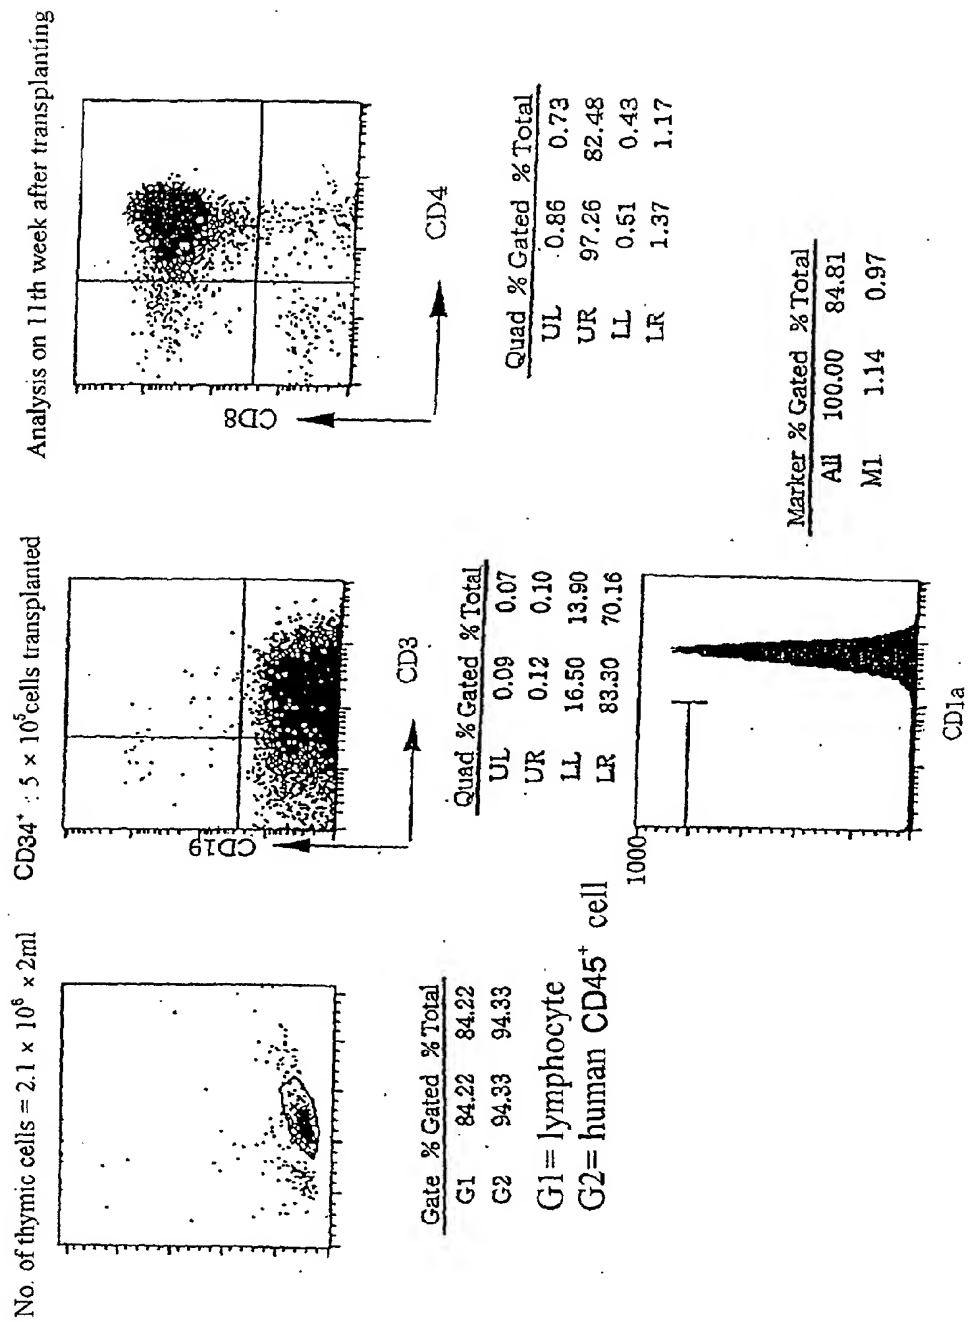 No. of thymic cells = 2.1 × 10⁶ × 2ml CD34⁺ : 5 × 10⁵ cells transplanted Analysis on 11th week after transplanting
CD19
CD3
CD8
CD4
Gate % Gated % Total
G1 84.22 84.22
G2 94.33 94.33
G1= lymphocyte
G2= human CD45⁺ cell
Quad % Gated % Total
UL 0.09 0.07
UR 0.12 0.10
LL 16.50 13.90
LR 83.30 70.16
Quad % Gated % Total
UL 0.86 0.73
UR 97.26 82.48
LL 0.51 0.43
LR 1.37 1.17
1000
CD1a
Marker % Gated % Total
All 100.00 84.81
M1 1.14 0.97